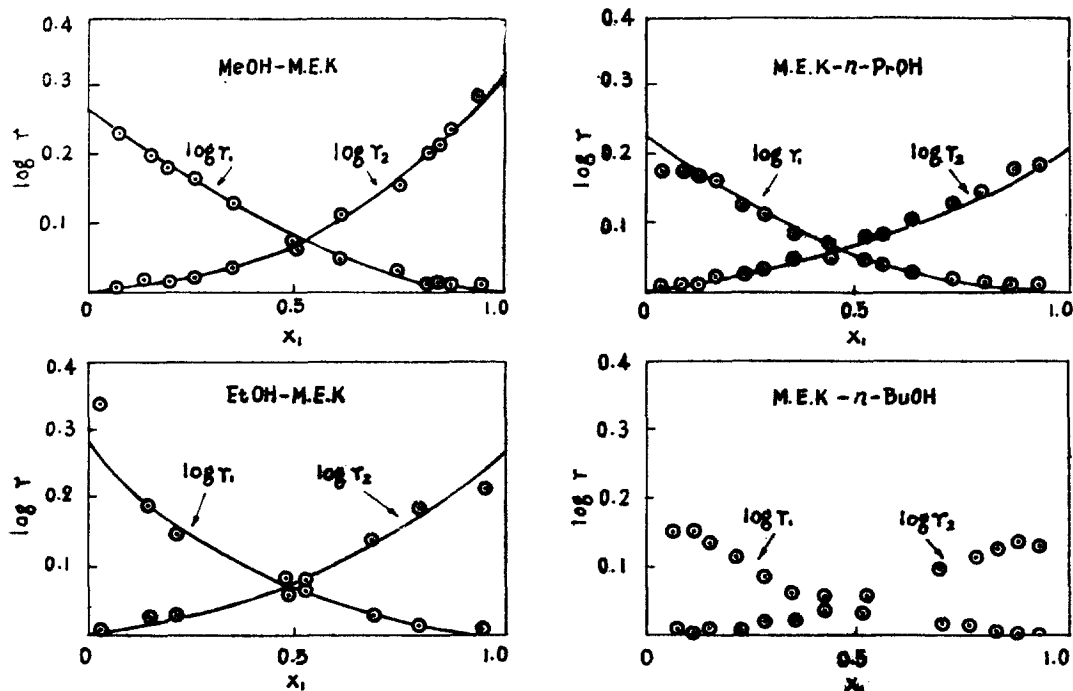 MeOH-M.E.K
0.4
0.3
0.2
0.1
0
0.5
1.0
log γ
log γ₁
log γ₂
x₁
M.E.K-n-PrOH
0.4
0.3
0.2
0.1
0
0.5
1.0
log γ
log γ₁
log γ₂
x₁
EtOH-M.E.K
0.4
0.3
0.2
0.1
0
0.5
1.0
log γ
log γ₁
log γ₂
x₁
M.E.K-n-BuOH
0.4
0.3
0.2
0.1
0
0.5
1.0
log γ
log γ₁
log γ₂
x₁